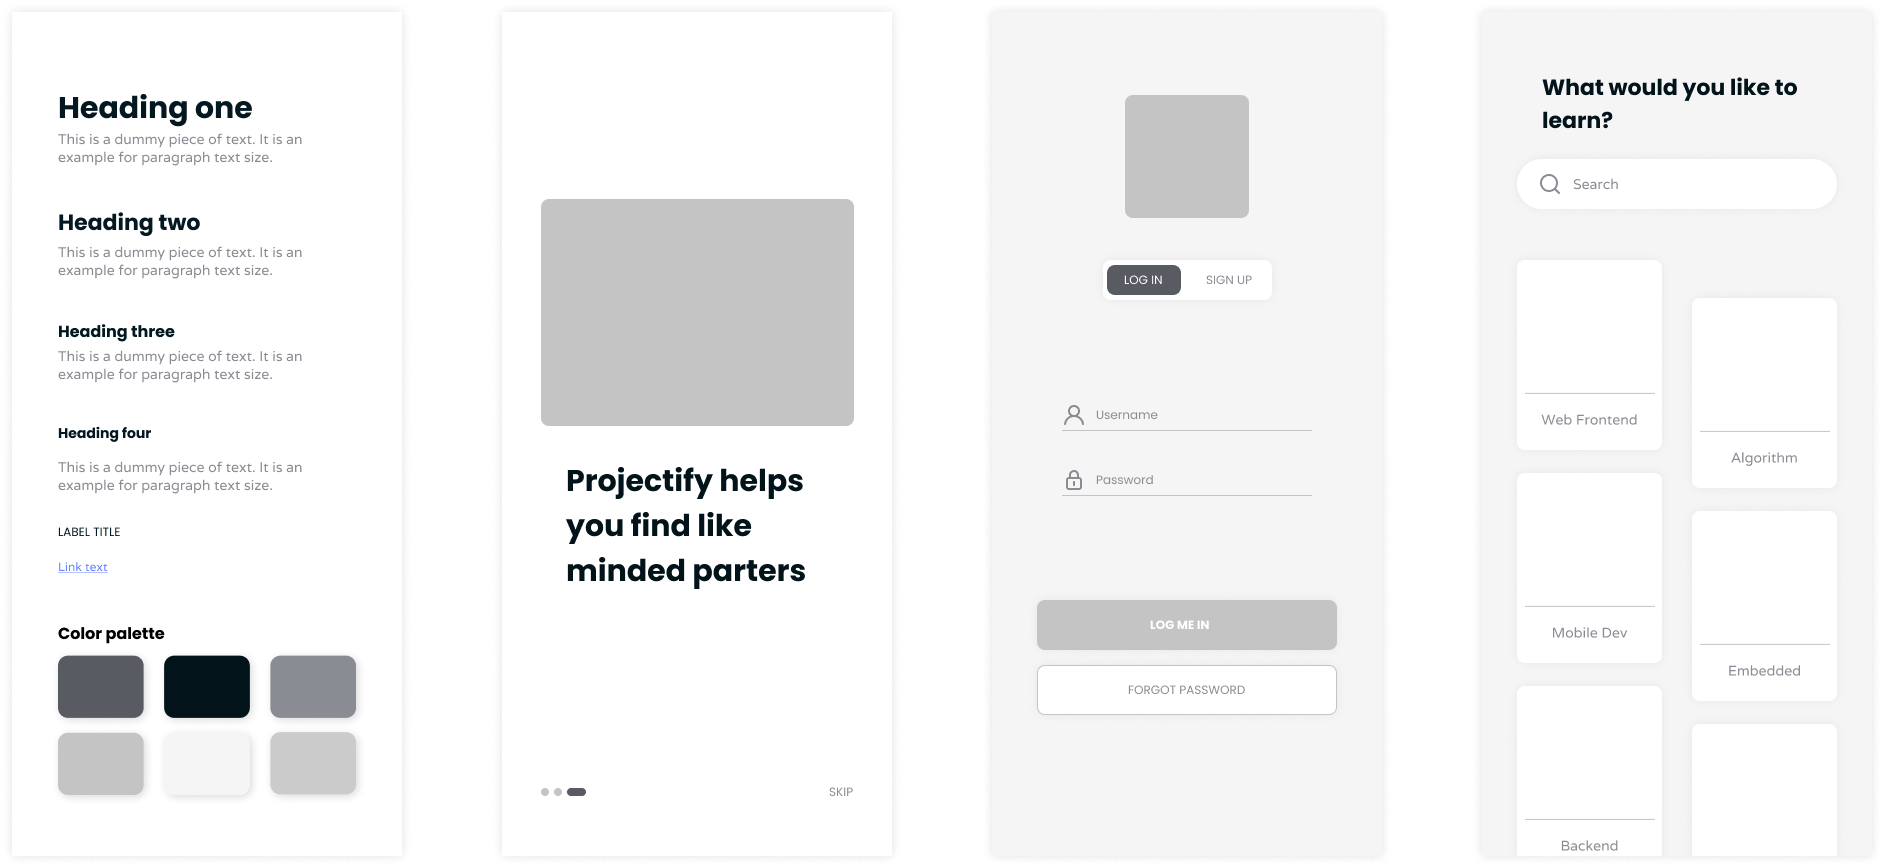 Heading one
This is a dummy piece of text. It is an
example for paragraph text size.
Heading two
This is a dummy piece of text. It is an
example for paragraph text size.
Heading three
This is a dummy piece of text. It is an
example for paragraph text size.
Heading four
This is a dummy piece of text. It is an
example for paragraph text size.
LABEL TITLE
Link text
Color palette
Projectify helps
you find like
minded parters
SKIP
LOG IN
SIGN UP
Username
Password
LOG ME IN
FORGOT PASSWORD
What would you like to
learn?
Search
Web Frontend
Algorithm
Mobile Dev
Embedded
Backend